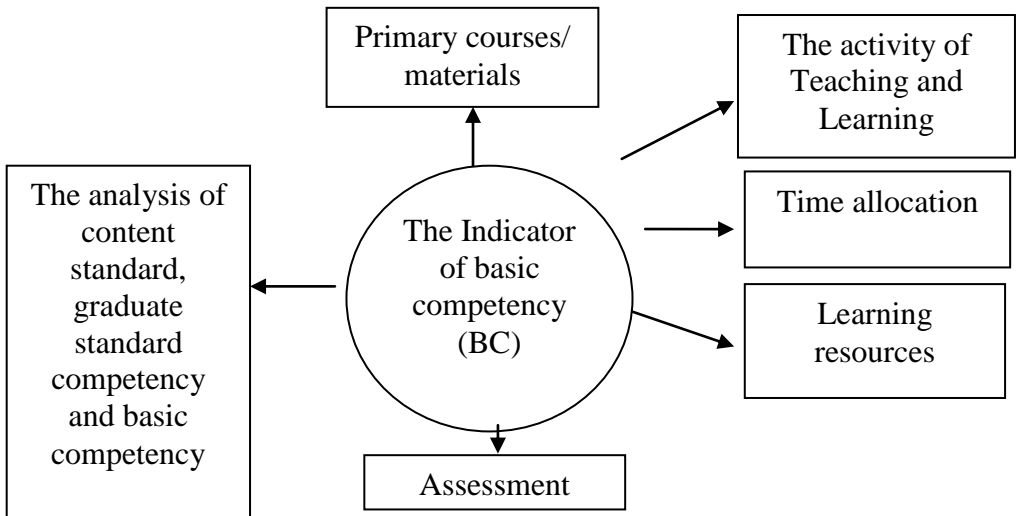 Primary courses/
materials
The activity of
Teaching and
Learning
The analysis of
content
standard,
graduate
standard
competency
and basic
competency
The Indicator
of basic
competency
(BC)
Time allocation
Learning
resources
Assessment